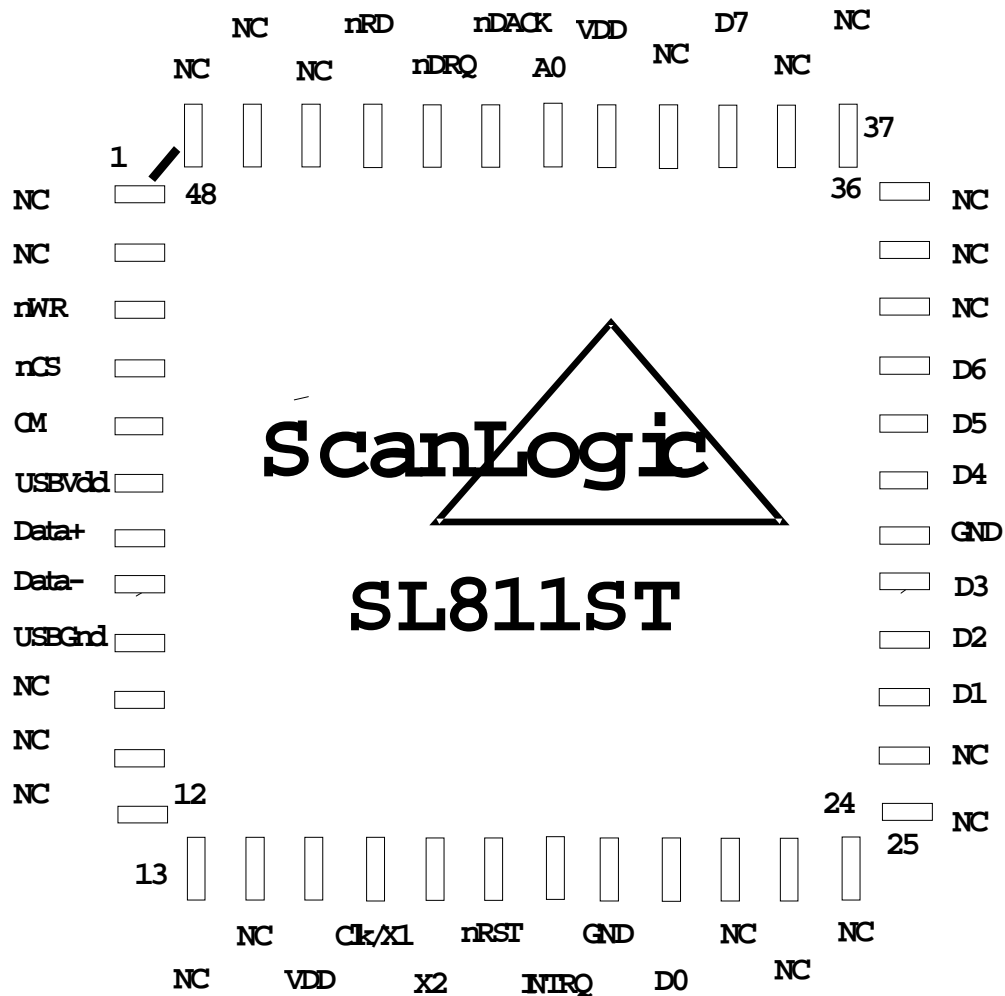 NC nRD nDACK VDD D7 NC
NC NC nDRQ A0 NC NC
1 37
48 36
NC NC
NC NC
nWR NC
nCS D6
CM D5
USBVdd D4
Data+ GND
Data- D3
USBGnd D2
NC D1
NC NC
NC NC
ScanLogic
SL811ST
12 24
13 25
NC Clk/X1 nRST GND NC NC
NC VDD X2 INTRQ D0 NC